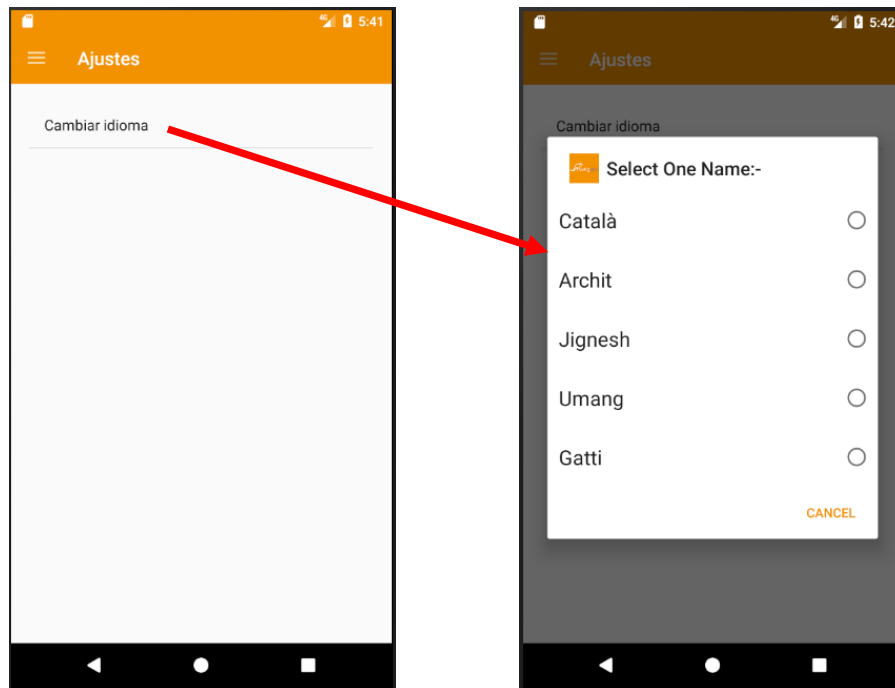 5:41
Ajustes
Cambiar idioma
5:42
Ajustes
Cambiar idioma
Select One Name:-
Català
Archit
Jignesh
Umang
Gatti
CANCEL